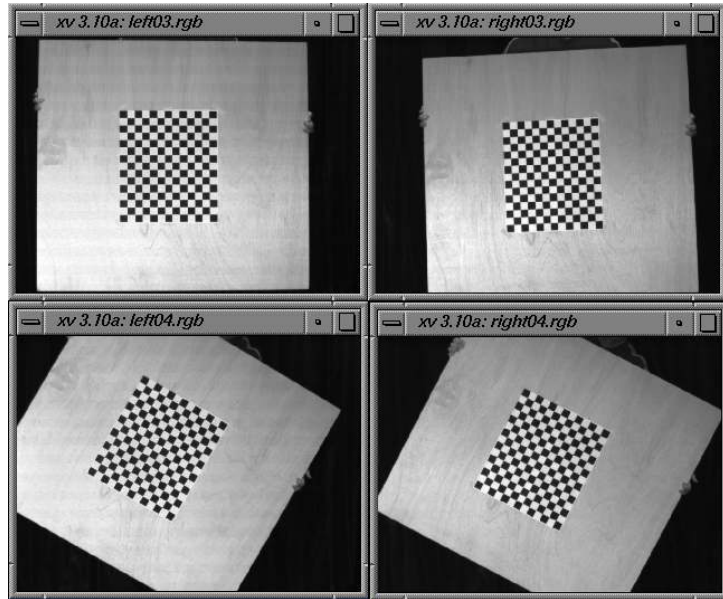 xv 3.10a: left03.rgb
xv 3.10a: right03.rgb
xv 3.10a: left04.rgb
xv 3.10a: right04.rgb